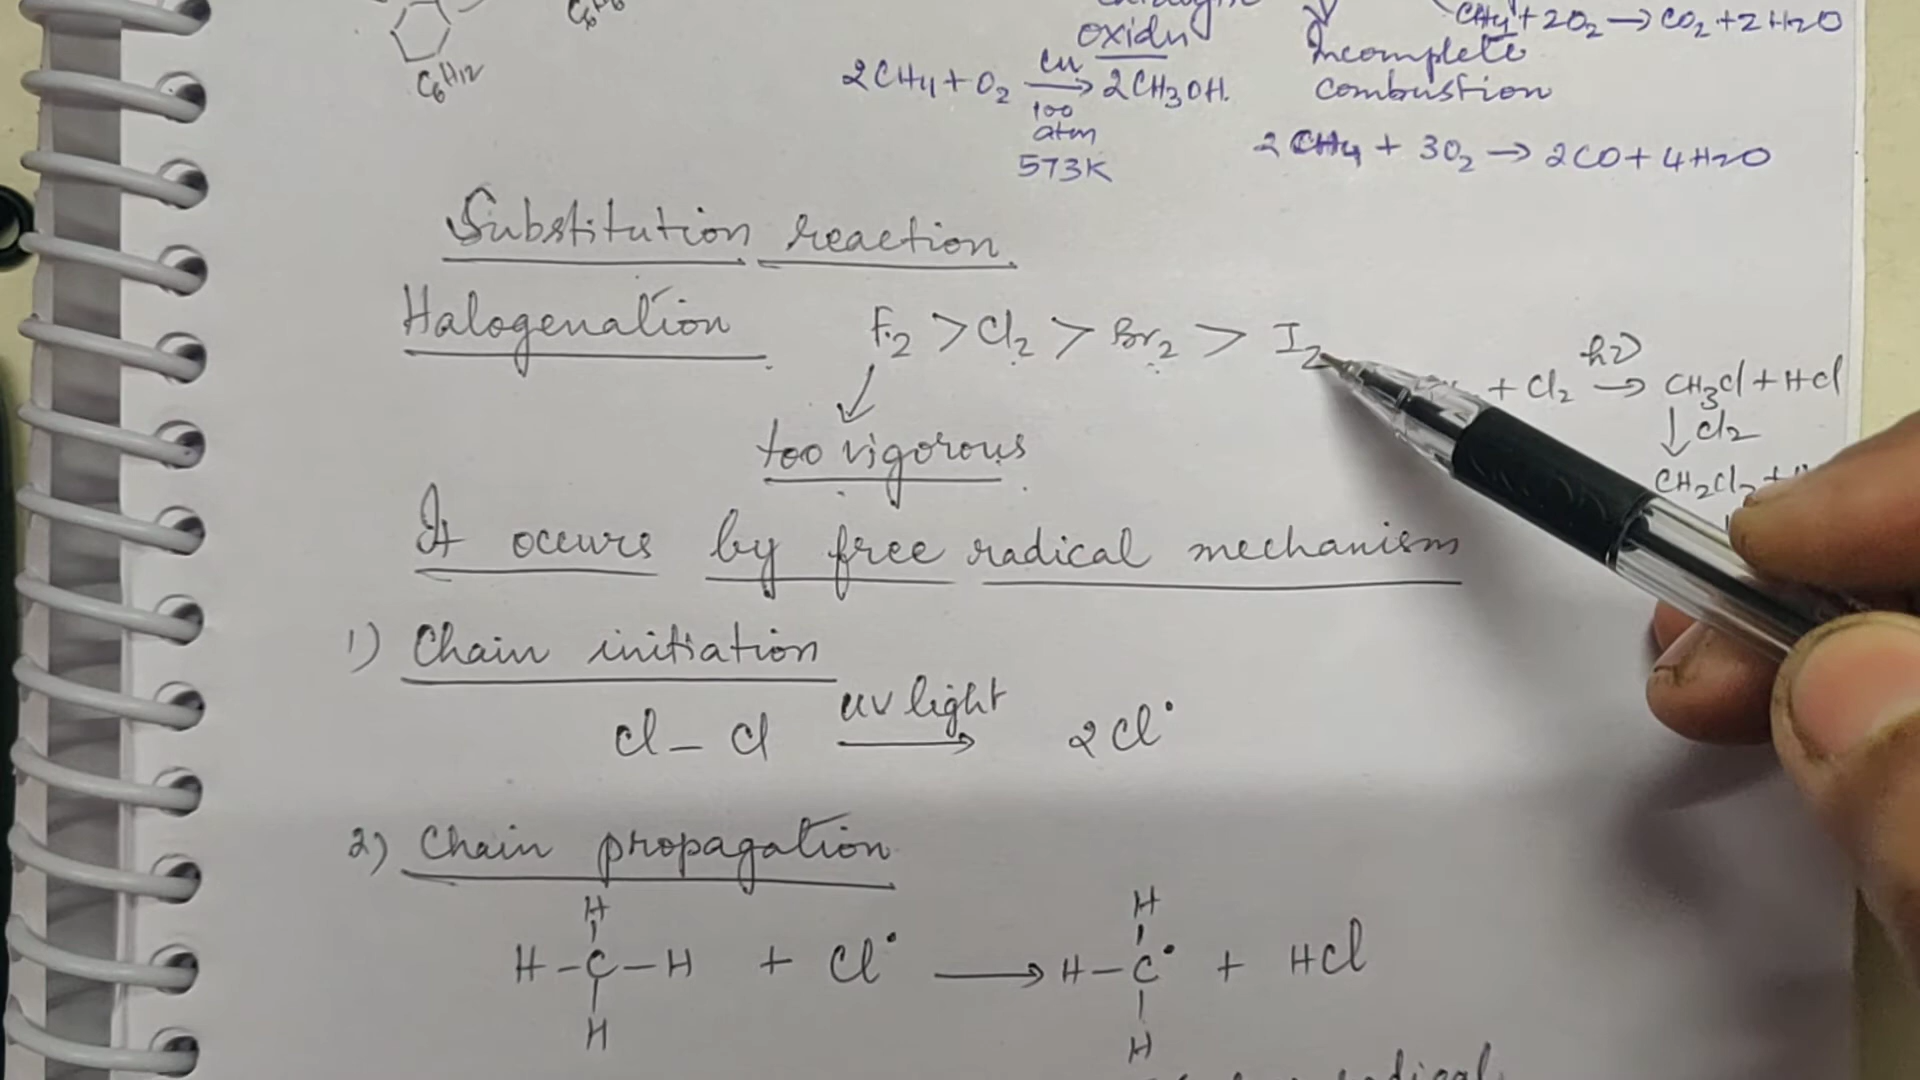 C6H12
oxidn
2CH4 + O2 →Cu 2CH3OH.
100
atm
573K
CH4 + 2O2 → CO2 + 2H2O
Incomplete
combustion
2CH4 + 3O2 → 2CO + 4H2O
Substitution reaction.
Halogenation F2 > Cl2 > Br2 > I2
too vigorous
hν
+ Cl2 → CH3Cl + HCl
↓ Cl2
CH2Cl2 +
It occurs by free radical mechanism
1) Chain initiation
Cl – Cl uv light → 2Cl•
2) Chain propagation
H H
H – C – H + Cl• → H – C• + HCl
H H
radical